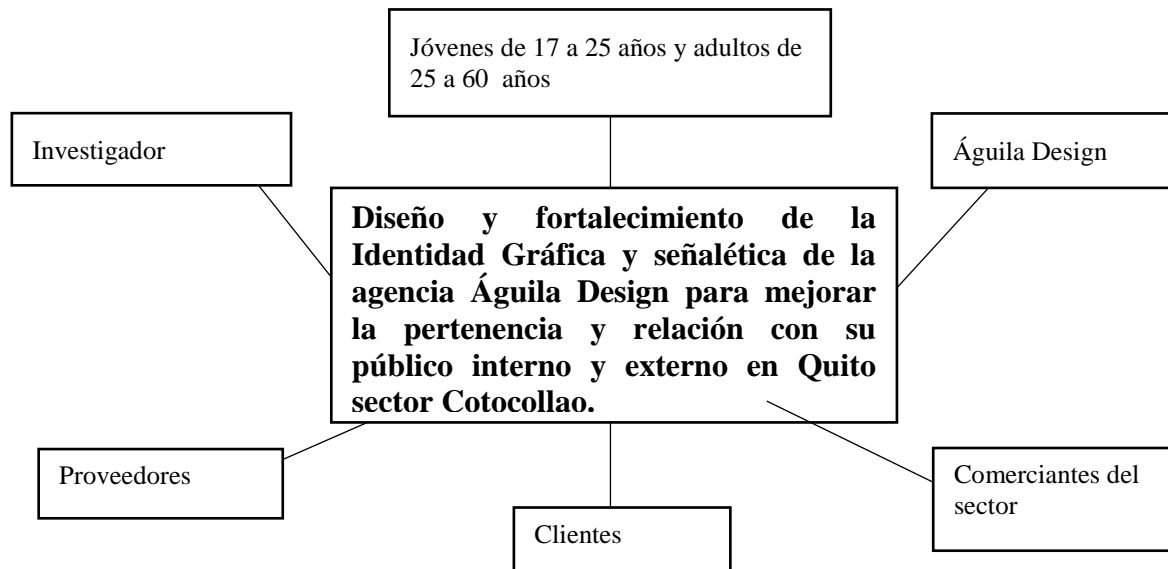 Jóvenes de 17 a 25 años y adultos de
25 a 60 años
Investigador
Águila Design
Diseño y fortalecimiento de la
Identidad Gráfica y señalética de la
agencia Águila Design para mejorar
la pertenencia y relación con su
público interno y externo en Quito
sector Cotocollao.
Proveedores
Clientes
Comerciantes del
sector